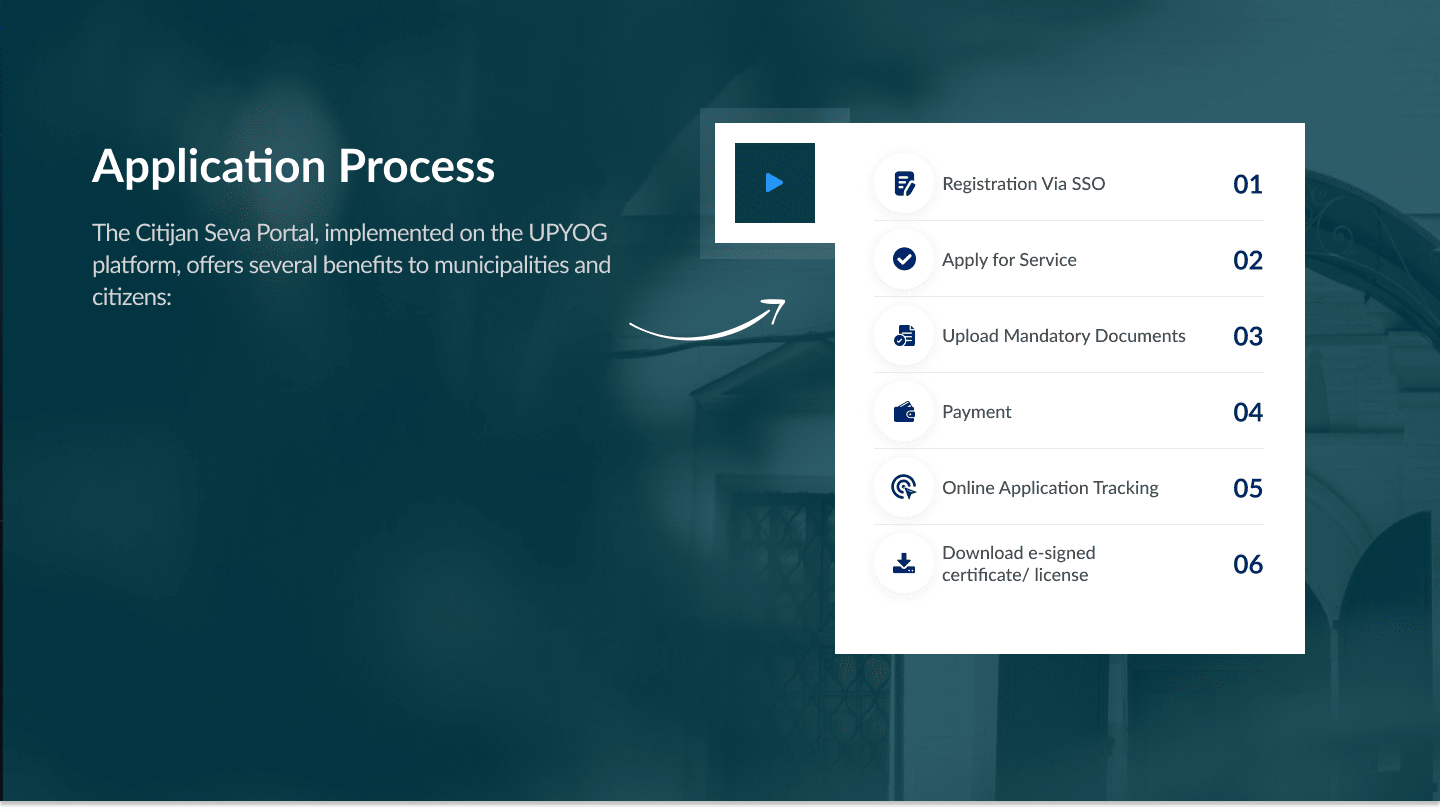 Application Process
The Citijan Seva Portal, implemented on the UPYOG
platform, offers several benefits to municipalities and
citizens:
Registration Via SSO 01
Apply for Service 02
Upload Mandatory Documents 03
Payment 04
Online Application Tracking 05
Download e-signed
certificate/ license 06